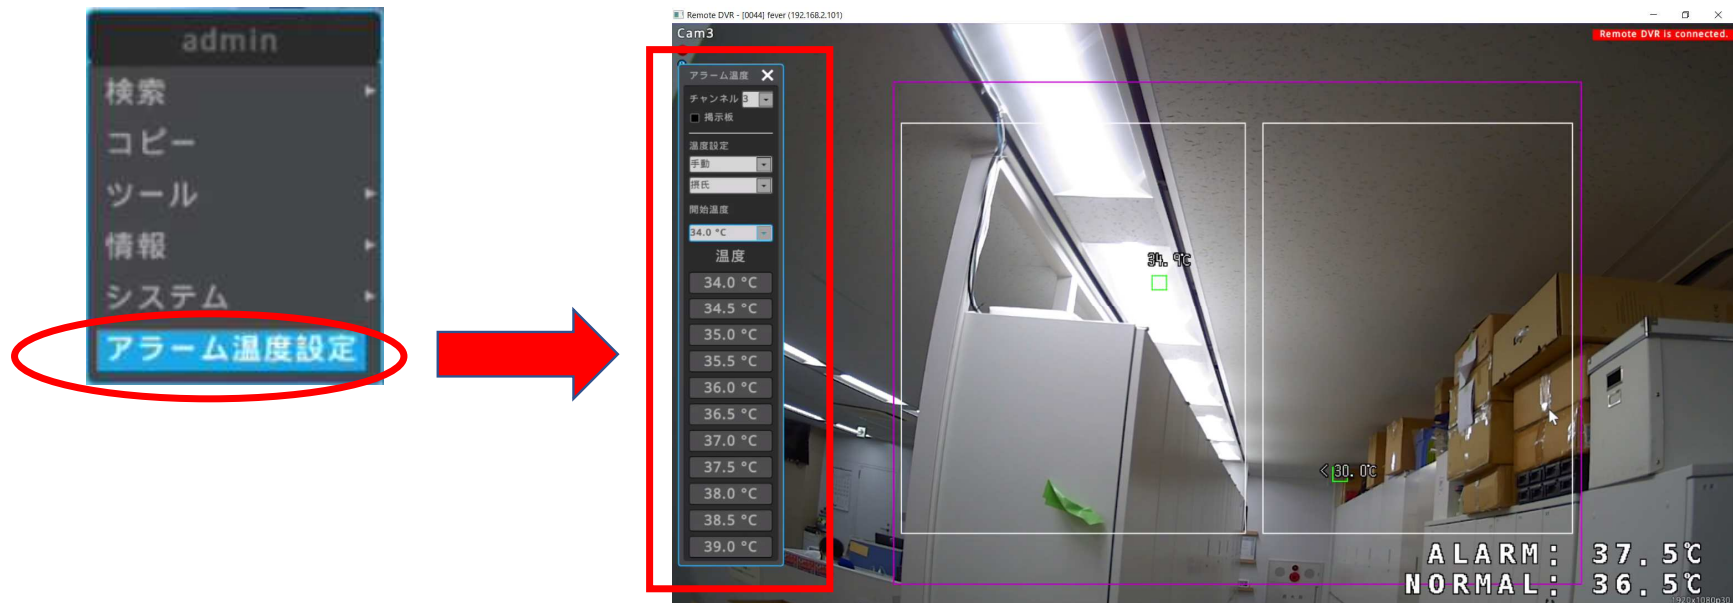 admin
検索
コピー
ツール
情報
システム
アラーム温度設定
Remote DVR - [0044] fever (192.168.2.101)
Cam3
Remote DVR is connected.
アラーム温度
チャンネル 3
掲示板
温度設定
手動
摂氏
開始温度
34.0 °C
温度
34.0 °C
34.5 °C
35.0 °C
35.5 °C
36.0 °C
36.5 °C
37.0 °C
37.5 °C
38.0 °C
38.5 °C
39.0 °C
34.9℃
<30.0℃
ALARM: 37.5℃
NORMAL: 36.5℃
1920x1080p30